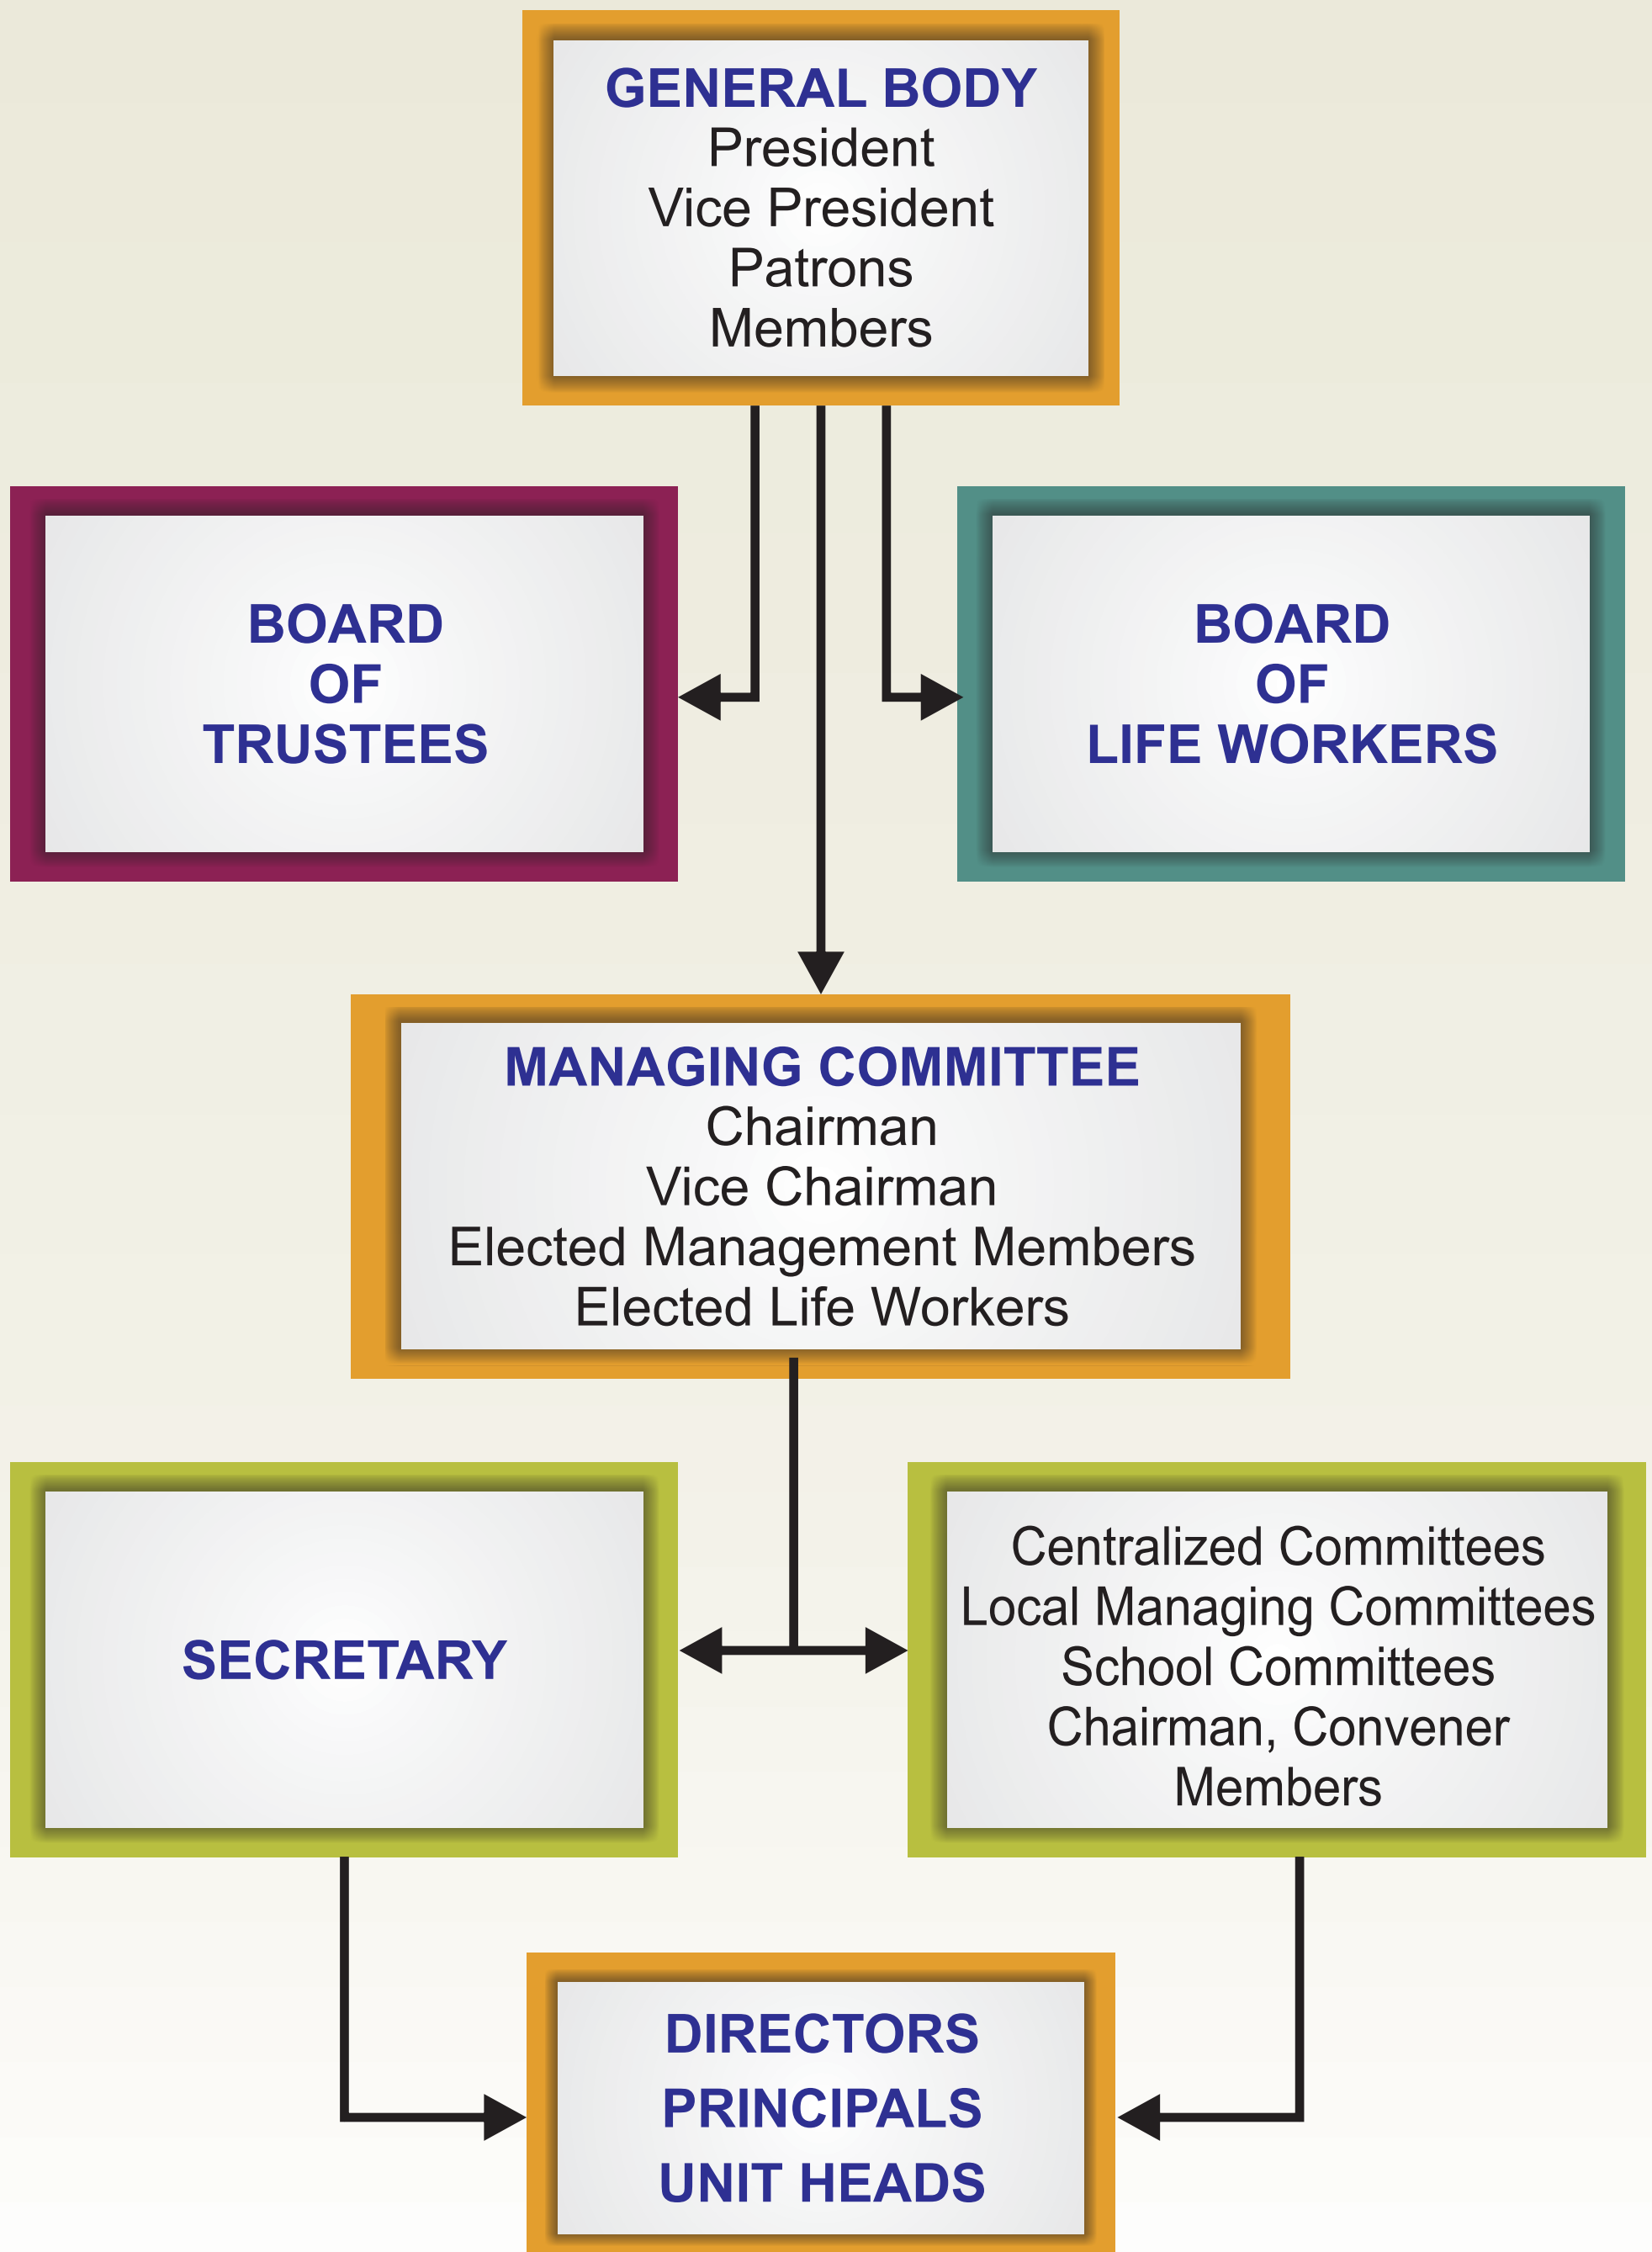 GENERAL BODY
President
Vice President
Patrons
Members
BOARD
OF
TRUSTEES
BOARD
OF
LIFE WORKERS
MANAGING COMMITTEE
Chairman
Vice Chairman
Elected Management Members
Elected Life Workers
SECRETARY
Centralized Committees
Local Managing Committees
School Committees
Chairman, Convener
Members
DIRECTORS
PRINCIPALS
UNIT HEADS